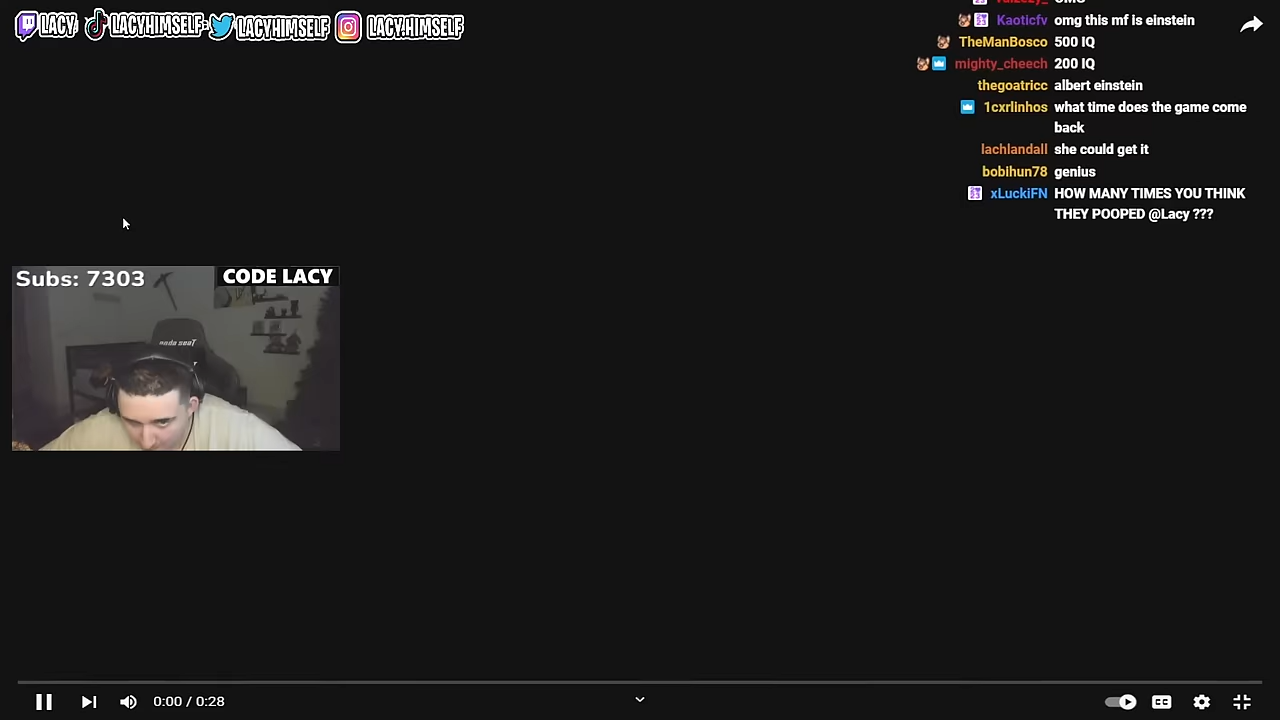 LACY LACYHIMSELF LACYHIMSELF LACY.HIMSELF
Kaoticfv omg this mf is einstein
TheManBosco 500 IQ
mighty_cheech 200 IQ
thegoatricc albert einstein
1cxrlinhos what time does the game come
back
lachlandall she could get it
bobihun78 genius
xLuckiFN HOW MANY TIMES YOU THINK
THEY POOPED @Lacy ???
Subs: 7303 CODE LACY
0:00 / 0:28
CC